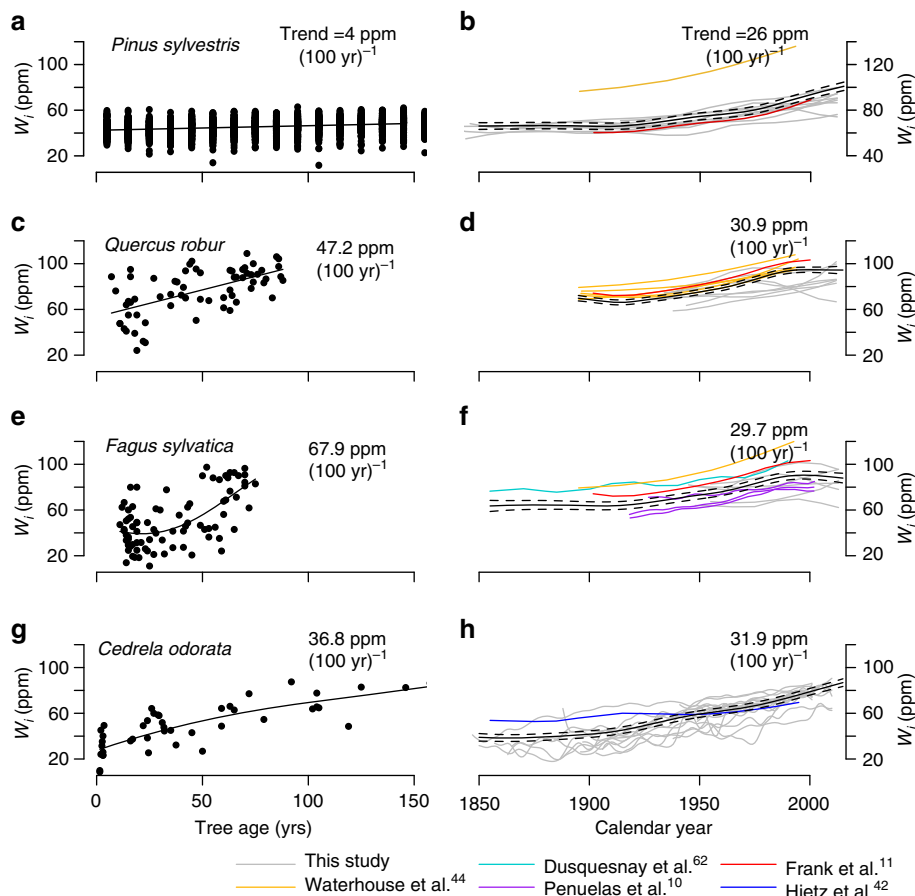 a
b
Pinus sylvestris
Trend =4 ppm
(100 yr)⁻¹
Trend =26 ppm
(100 yr)⁻¹
Wi (ppm)
100
60
20
120
80
40
Wi (ppm)
c
d
Quercus robur
47.2 ppm
(100 yr)⁻¹
30.9 ppm
(100 yr)⁻¹
Wi (ppm)
100
60
20
100
60
20
Wi (ppm)
e
f
Fagus sylvatica
67.9 ppm
(100 yr)⁻¹
29.7 ppm
(100 yr)⁻¹
Wi (ppm)
100
60
20
100
60
20
Wi (ppm)
g
h
Cedrela odorata
36.8 ppm
(100 yr)⁻¹
31.9 ppm
(100 yr)⁻¹
Wi (ppm)
100
60
20
100
60
20
Wi (ppm)
0 50 100 150
1850 1900 1950 2000
Tree age (yrs)
Calendar year
This study
Dusquesnay et al.⁶²
Frank et al.¹¹
Waterhouse et al.⁴⁴
Penuelas et al.¹⁰
Hietz et al.⁴²